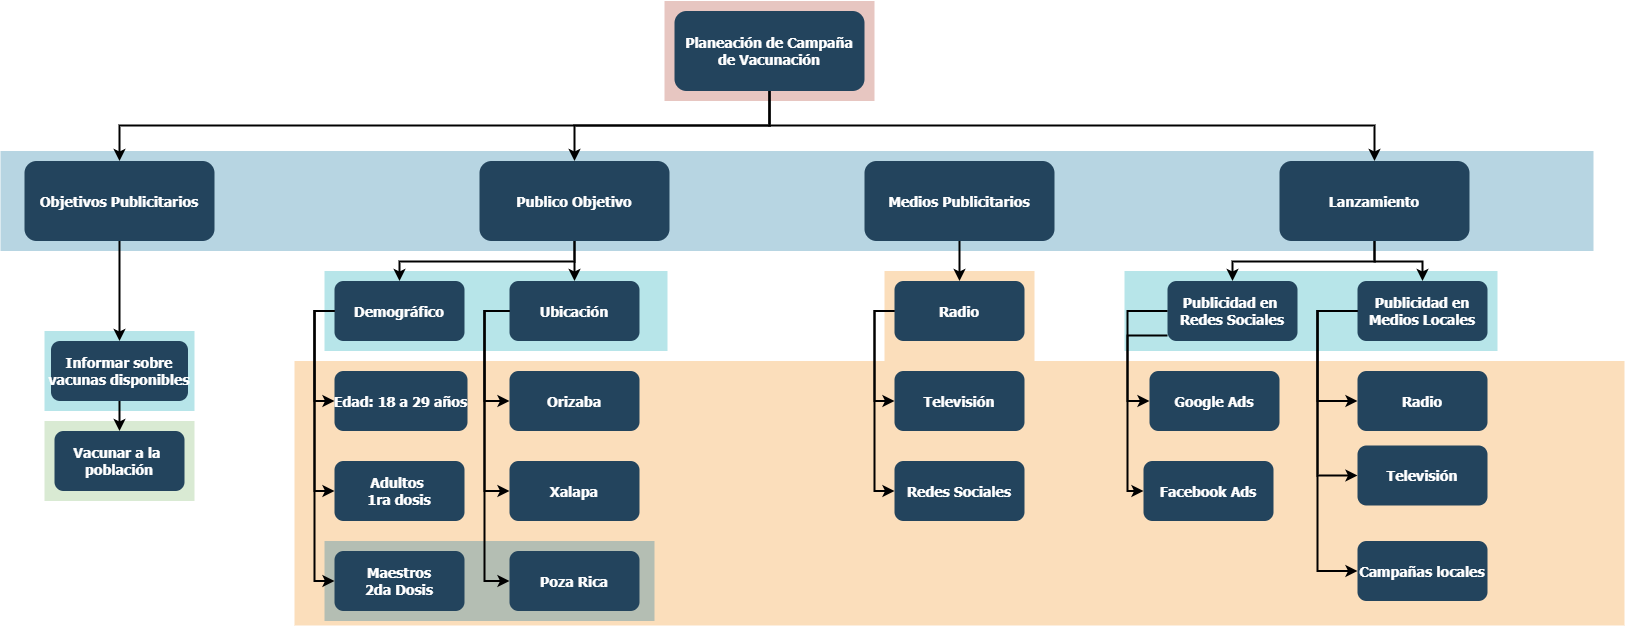 Planeación de Campaña
de Vacunación
Objetivos Publicitarios
Publico Objetivo
Medios Publicitarios
Lanzamiento
Informar sobre
vacunas disponibles
Vacunar a la
población
Demográfico
Ubicación
Edad: 18 a 29 años
Orizaba
Adultos
1ra dosis
Xalapa
Maestros
2da Dosis
Poza Rica
Radio
Televisión
Redes Sociales
Publicidad en
Redes Sociales
Publicidad en
Medios Locales
Google Ads
Facebook Ads
Radio
Televisión
Campañas locales